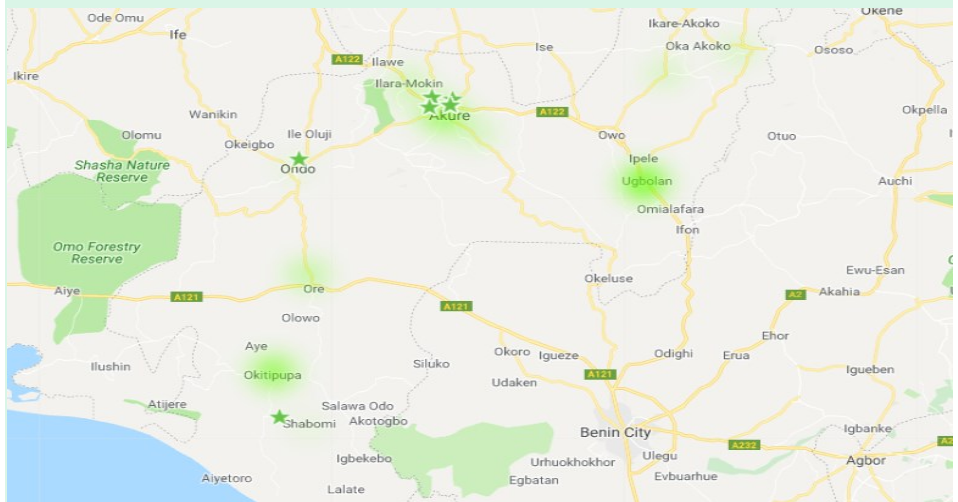 Ode Omu
Ife
Ikire
Ilawe
Ise
Ikare-Akoko
Oka Akoko
Okene
Ososo
A122
Ilara-Mokin
Akure
A122
Wanikin
Olomu
Okeigbo
Ile Oluji
Ondo
Owo
Otuo
Okpella
Shasha Nature
Reserve
Ipele
Ugbolan
Auchi
Omialafara
Ifon
Omo Forestry
Reserve
Aiye
A121
Ore
Olowo
A121
Okeluse
Ewu-Esan
Akahia
A2
Aye
Okitipupa
Ilushin
Siluko
Okoro
Igueze
Udaken
A121
Odighi
Erua
Ehor
Igueben
Atijere
Salawa Odo
Shabomi
Akotogbo
Igbekebo
Benin City
Urhuokhokhor
Ulegu
A232
Igbanke
Agbor
Evbuarhue
Egbatan
Aiyetoro
Lalate